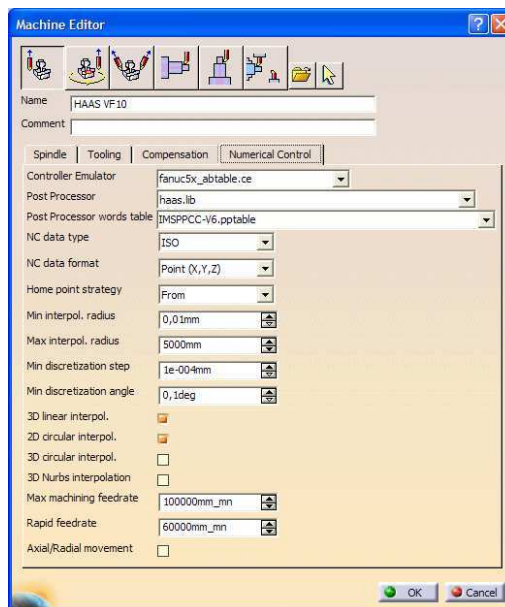 Machine Editor
Name HAAS VF10
Comment
Spindle Tooling Compensation Numerical Control
Controller Emulator fanuc5x_abtable.ce
Post Processor haas.lib
Post Processor words table IMSPPCC-V6.pptable
NC data type ISO
NC data format Point (X,Y,Z)
Home point strategy From
Min interpol. radius 0,01mm
Max interpol. radius 5000mm
Min discretization step 1e-004mm
Min discretization angle 0,1deg
3D linear interpol.
2D circular interpol.
3D circular interpol.
3D Nurbs interpolation
Max machining feedrate 100000mm_mn
Rapid feedrate 60000mm_mn
Axial/Radial movement
OK Cancel